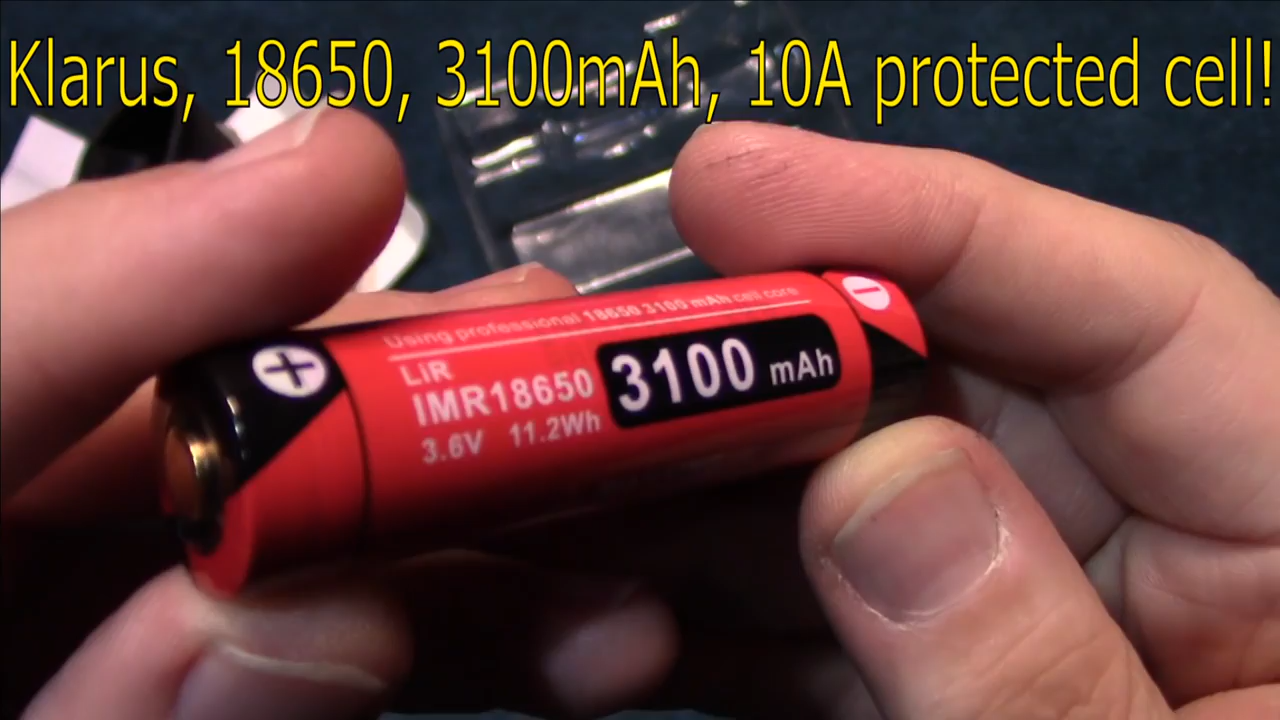 Klarus, 18650, 3100mAh, 10A protected cell!
Using professional 18650 3100 mAh cell core
LiR
IMR18650
3.6V 11.2Wh
3100 mAh